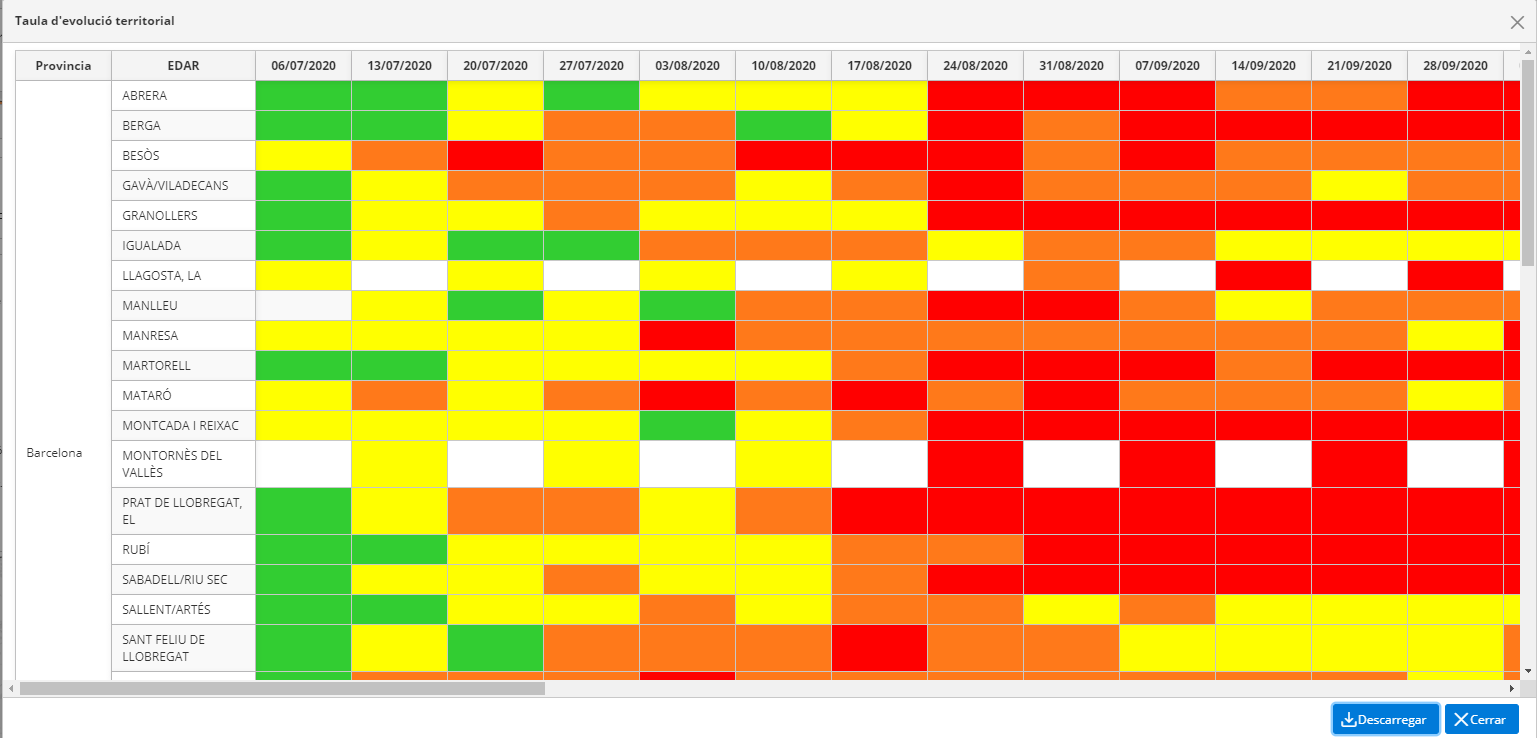 Taula d'evolució territorial
Provincia EDAR 06/07/2020 13/07/2020 20/07/2020 27/07/2020 03/08/2020 10/08/2020 17/08/2020 24/08/2020 31/08/2020 07/09/2020 14/09/2020 21/09/2020 28/09/2020
ABRERA
BERGA
BESÒS
GAVÀ/VILADECANS
GRANOLLERS
IGUALADA
LLAGOSTA, LA
MANLLEU
MANRESA
MARTORELL
MATARÓ
MONTCADA I REIXAC
Barcelona
MONTORNÈS DEL
VALLÈS
PRAT DE LLOBREGAT,
EL
RUBÍ
SABADELL/RIU SEC
SALLENT/ARTÉS
SANT FELIU DE
LLOBREGAT
Descarregar Cerrar